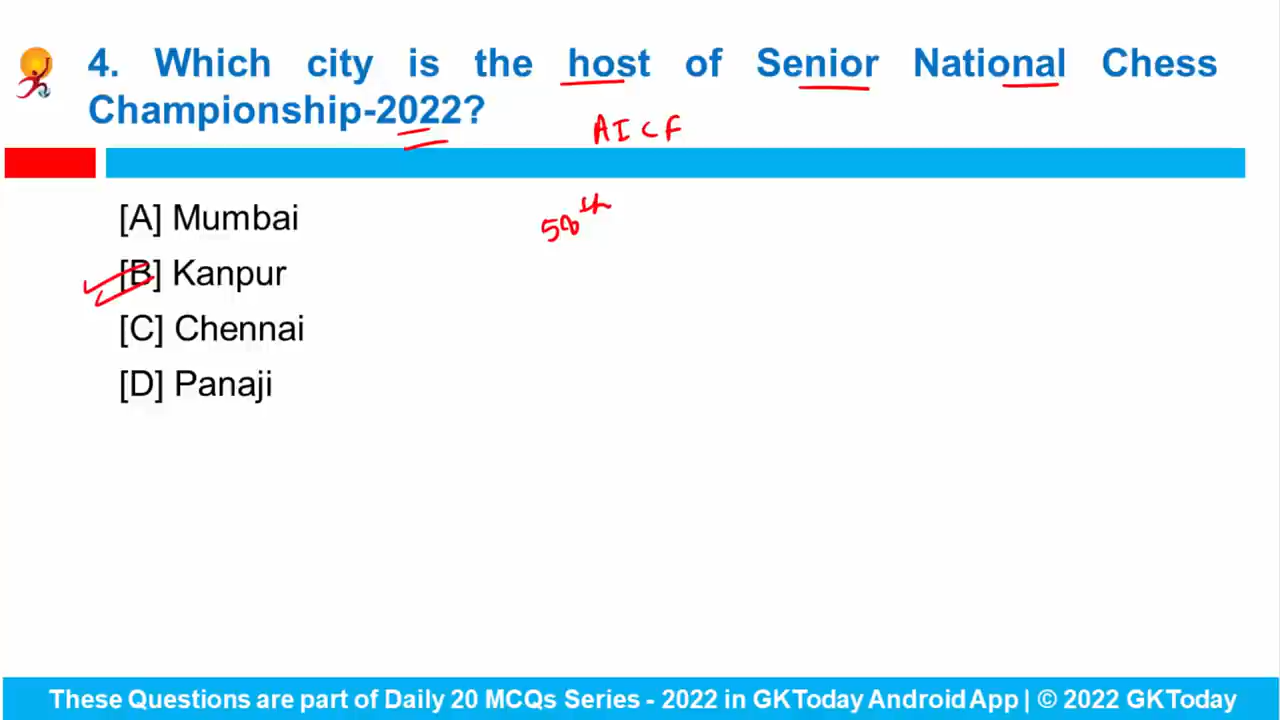 4. Which city is the host of Senior National Chess
Championship-2022?
AICF
58th
[A] Mumbai
[B] Kanpur
[C] Chennai
[D] Panaji
These Questions are part of Daily 20 MCQs Series - 2022 in GKToday Android App | © 2022 GKToday